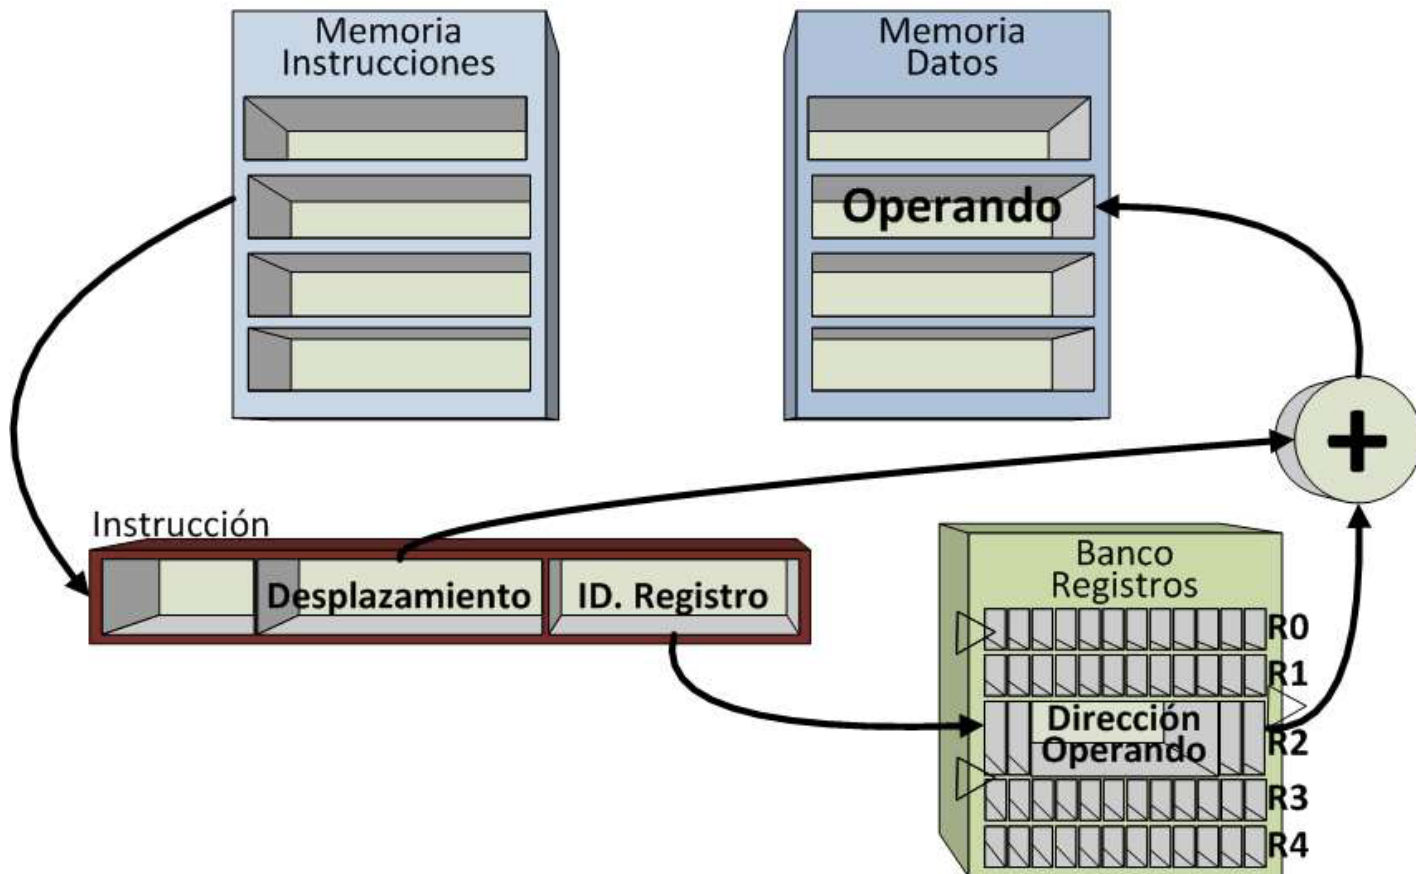 Memoria
Instrucciones
Memoria
Datos
Operando
+
Instrucción
Desplazamiento
ID. Registro
Banco
Registros
R0
R1
Dirección
Operando
R2
R3
R4